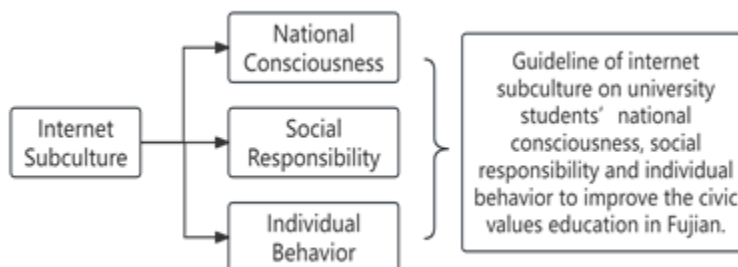 Internet
Subculture
National
Consciousness
Social
Responsibility
Individual
Behavior
Guideline of internet
subculture on university
students’ national
consciousness, social
responsibility and individual
behavior to improve the civic
values education in Fujian.